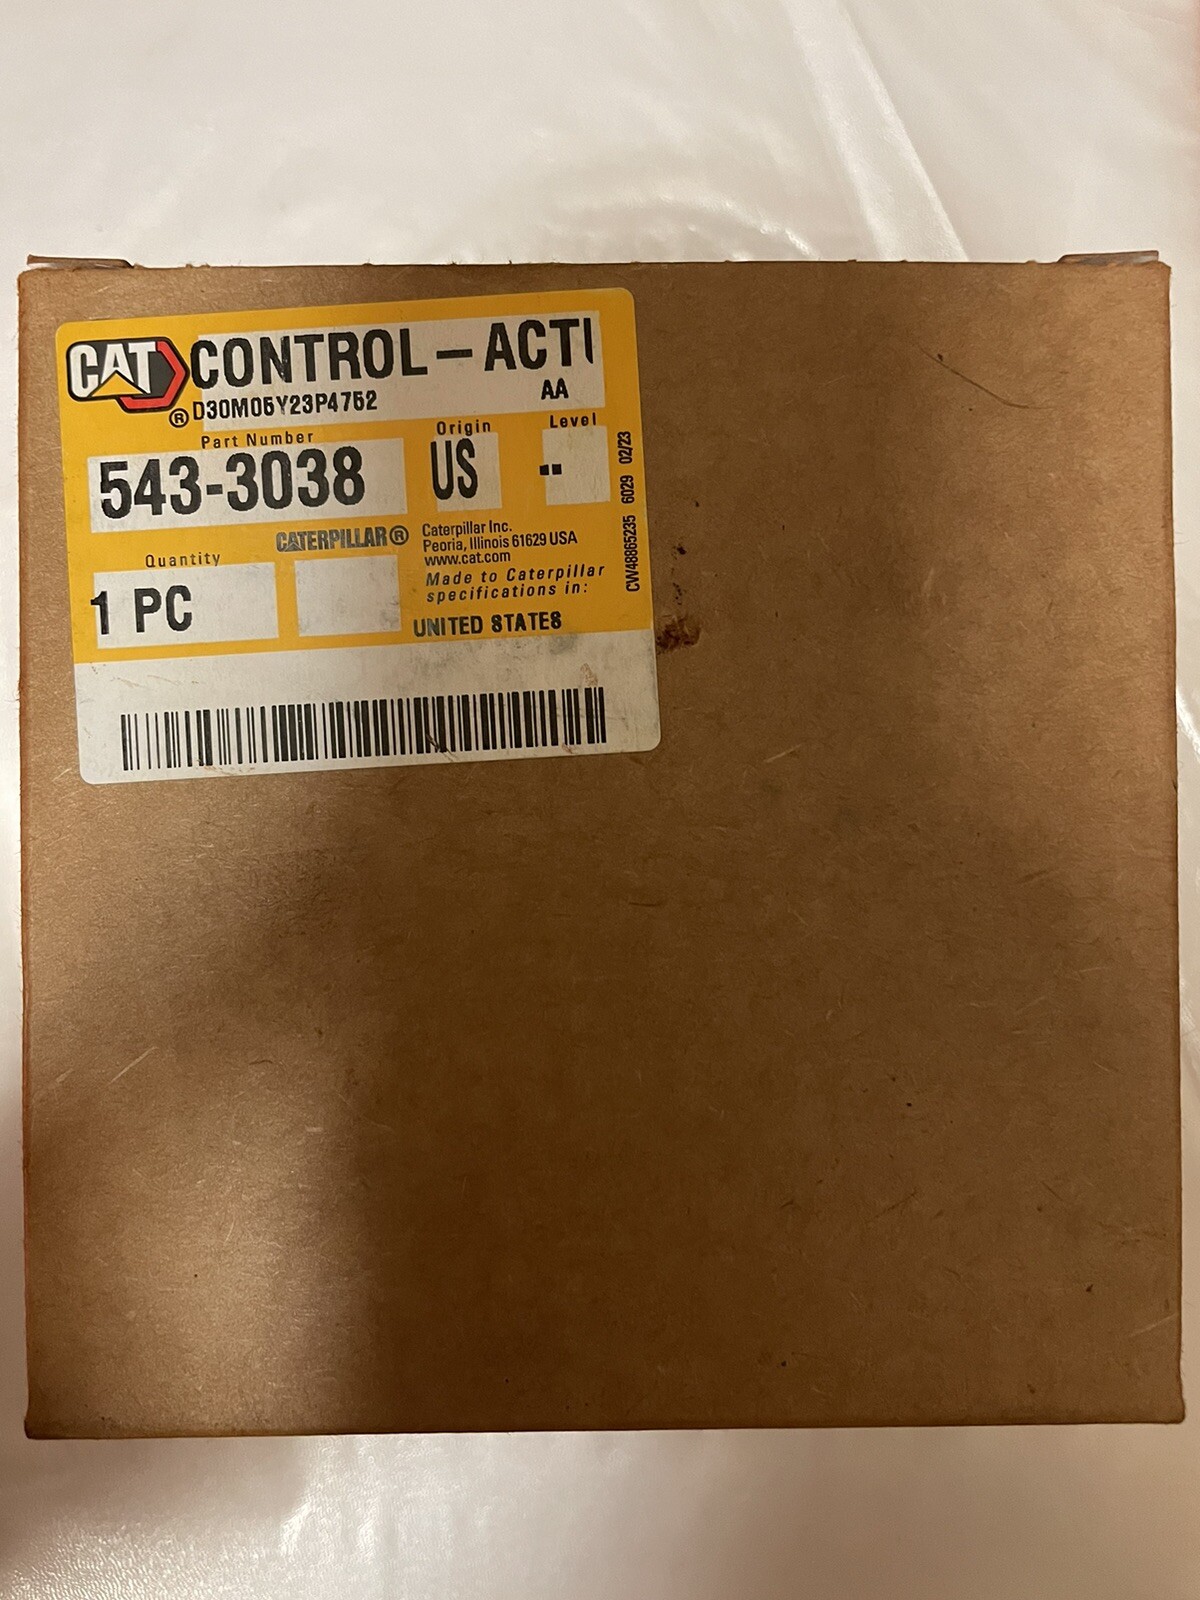 CAT
CONTROL-ACTI
® D30M05Y23P4752
AA
Part Number
Origin
Level
543-3038
US
--
CATERPILLAR®
Caterpillar Inc.
Peoria, Illinois 61629 USA
www.cat.com
Quantity
Made to Caterpillar
specifications in:
1 PC
UNITED STATES
CW48865235 6029 02/23